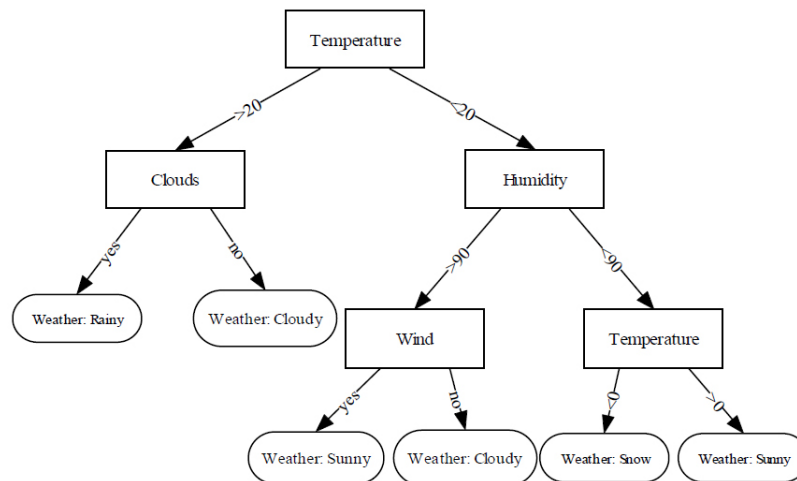 Temperature
>20
<20
Clouds
Humidity
yes
no
>90
<90
Weather: Rainy
Weather: Cloudy
Wind
Temperature
yes
no
<0
>0
Weather: Sunny
Weather: Cloudy
Weather: Snow
Weather: Sunny